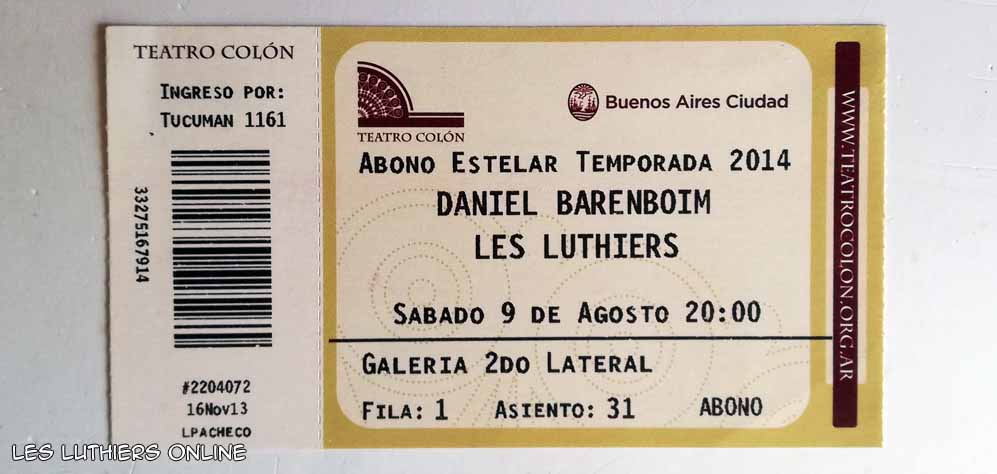 TEATRO COLÓN
INGRESO POR:
TUCUMAN 1161
33275167914
#2204072
16Nov13
LPACHECO
TEATRO COLÓN
Buenos Aires Ciudad
ABONO ESTELAR TEMPORADA 2014
DANIEL BARENBOIM
LES LUTHIERS
SABADO 9 DE AGOSTO 20:00
GALERIA 2DO LATERAL
FILA: 1 ASIENTO: 31 ABONO
WWW.TEATROCOLON.ORG.AR
LES LUTHIERS ONLINE